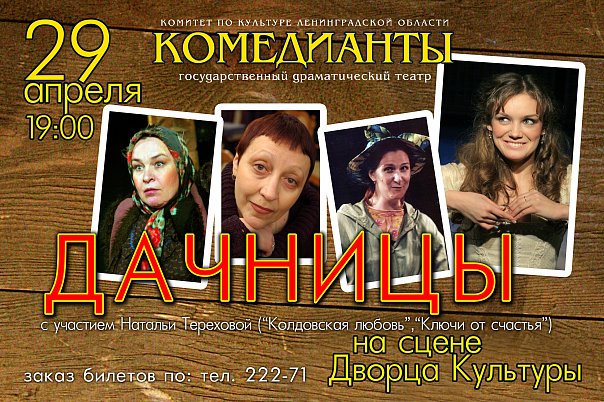 29
апреля
19:00
КОМИТЕТ ПО КУЛЬТУРЕ ЛЕНИНГРАДСКОЙ ОБЛАСТИ
КОМЕДИАНТЫ
государственный драматический театр
ДАЧНИЦЫ
с участием Натальи Тереховой ("Колдовская любовь","Ключи от счастья")
на сцене
Дворца Культуры
заказ билетов по: тел. 222-71